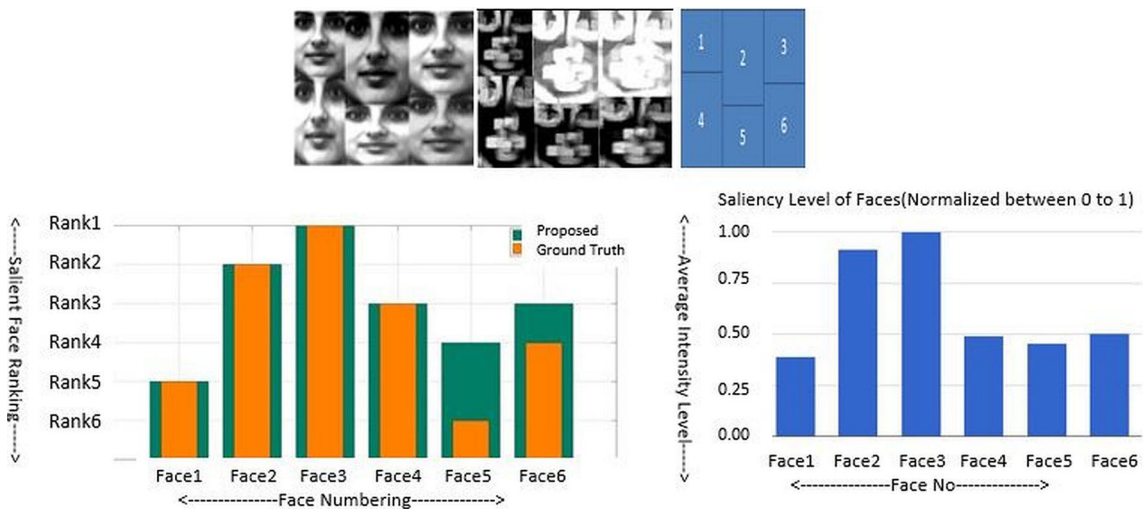 1
2
3
4
5
6
Rank1
Rank2
Rank3
Rank4
Rank5
Rank6
<-----Salient Face Ranking----->
Proposed
Ground Truth
Face1 Face2 Face3 Face4 Face5 Face6
<---------------Face Numbering--------------->
Saliency Level of Faces(Normalized between 0 to 1)
1.00
0.75
0.50
0.25
0.00
<-----Average Intensity Level----->
Face1 Face2 Face3 Face4 Face5 Face6
<---------------Face No--------------->